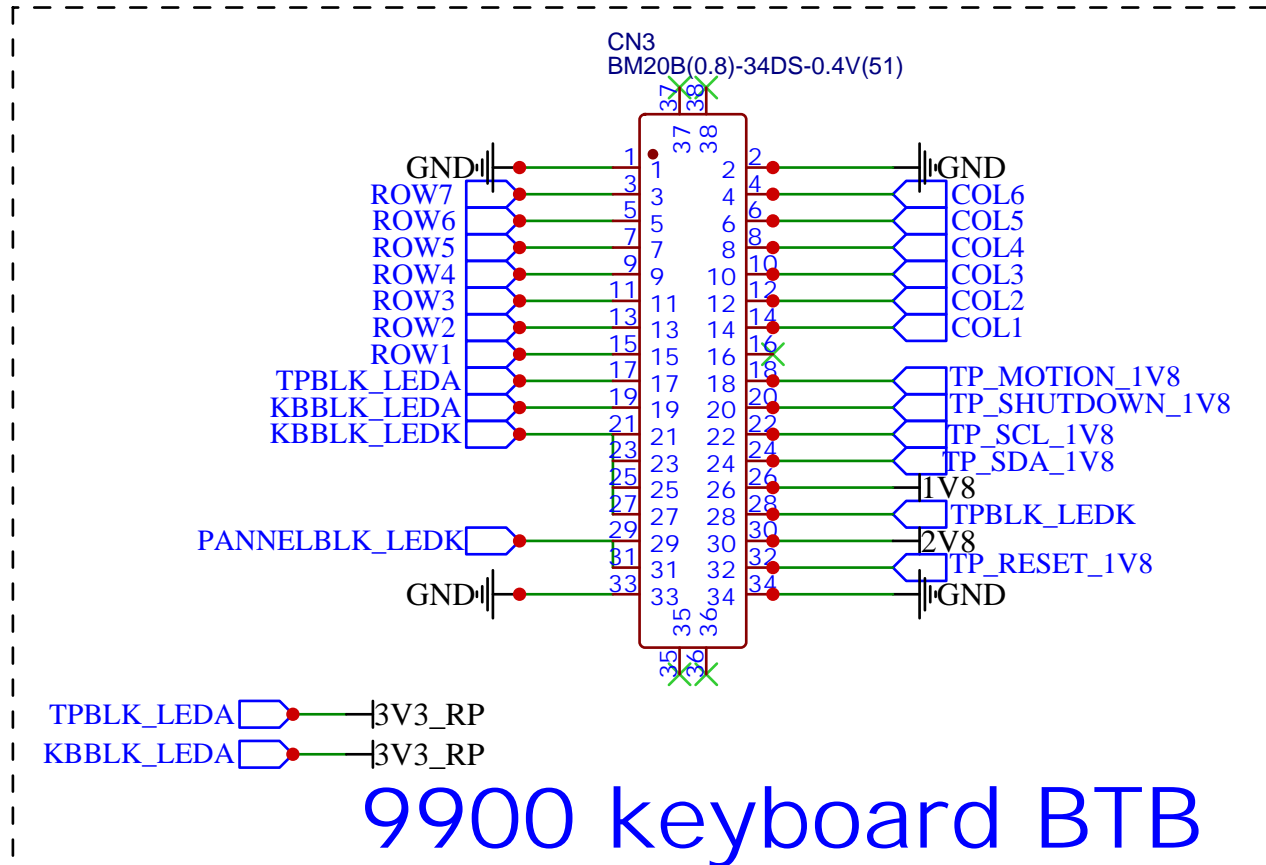 CN3
BM20B(0.8)-34DS-0.4V(51)
37 38
37 38
GND 1 1 2 2 GND
ROW7 3 3 4 4 COL6
ROW6 5 5 6 6 COL5
ROW5 7 7 8 8 COL4
ROW4 9 9 10 10 COL3
ROW3 11 11 12 12 COL2
ROW2 13 13 14 14 COL1
ROW1 15 15 16 16
TPBLK_LEDA 17 17 18 18 TP_MOTION_1V8
KBBLK_LEDA 19 19 20 20 TP_SHUTDOWN_1V8
KBBLK_LEDK 21 21 22 22 TP_SCL_1V8
23 23 24 24 TP_SDA_1V8
25 25 26 26 1V8
27 27 28 28 TPBLK_LEDK
PANNELBLK_LEDK 29 29 30 30 2V8
31 31 32 32 TP_RESET_1V8
GND 33 33 34 34 GND
35 36
35 36
TPBLK_LEDA 3V3_RP
KBBLK_LEDA 3V3_RP
9900 keyboard BTB